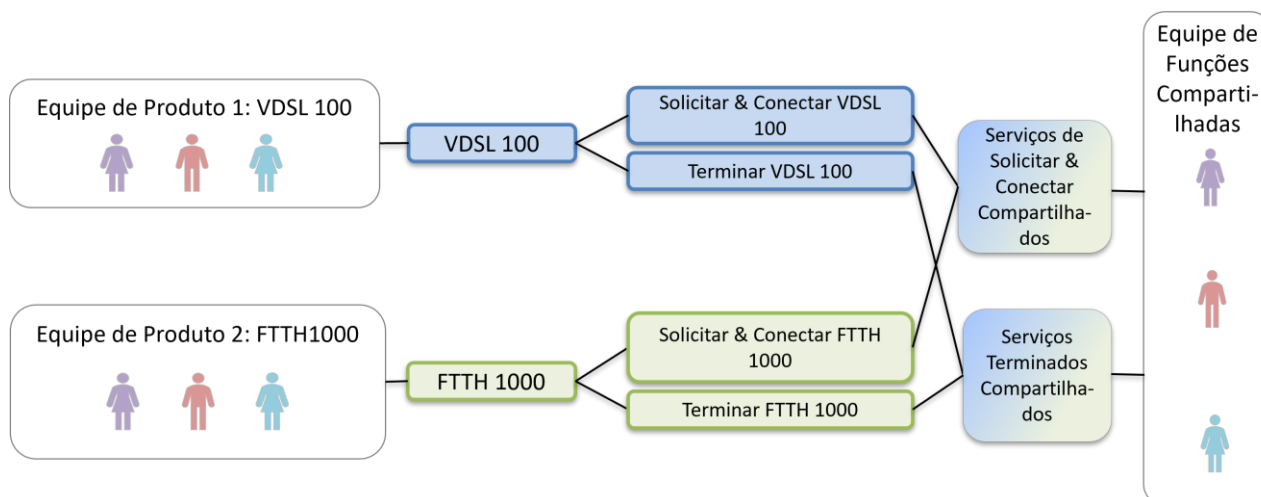 Equipe de Produto 1: VDSL 100
VDSL 100
Solicitar & Conectar VDSL
100
Terminar VDSL 100
Equipe de Produto 2: FTTH1000
FTTH 1000
Solicitar & Conectar FTTH
1000
Terminar FTTH 1000
Serviços de
Solicitar &
Conectar
Compartilha-
dos
Serviços
Terminados
Compartilha-
dos
Equipe de
Funções
Comparti-
lhadas